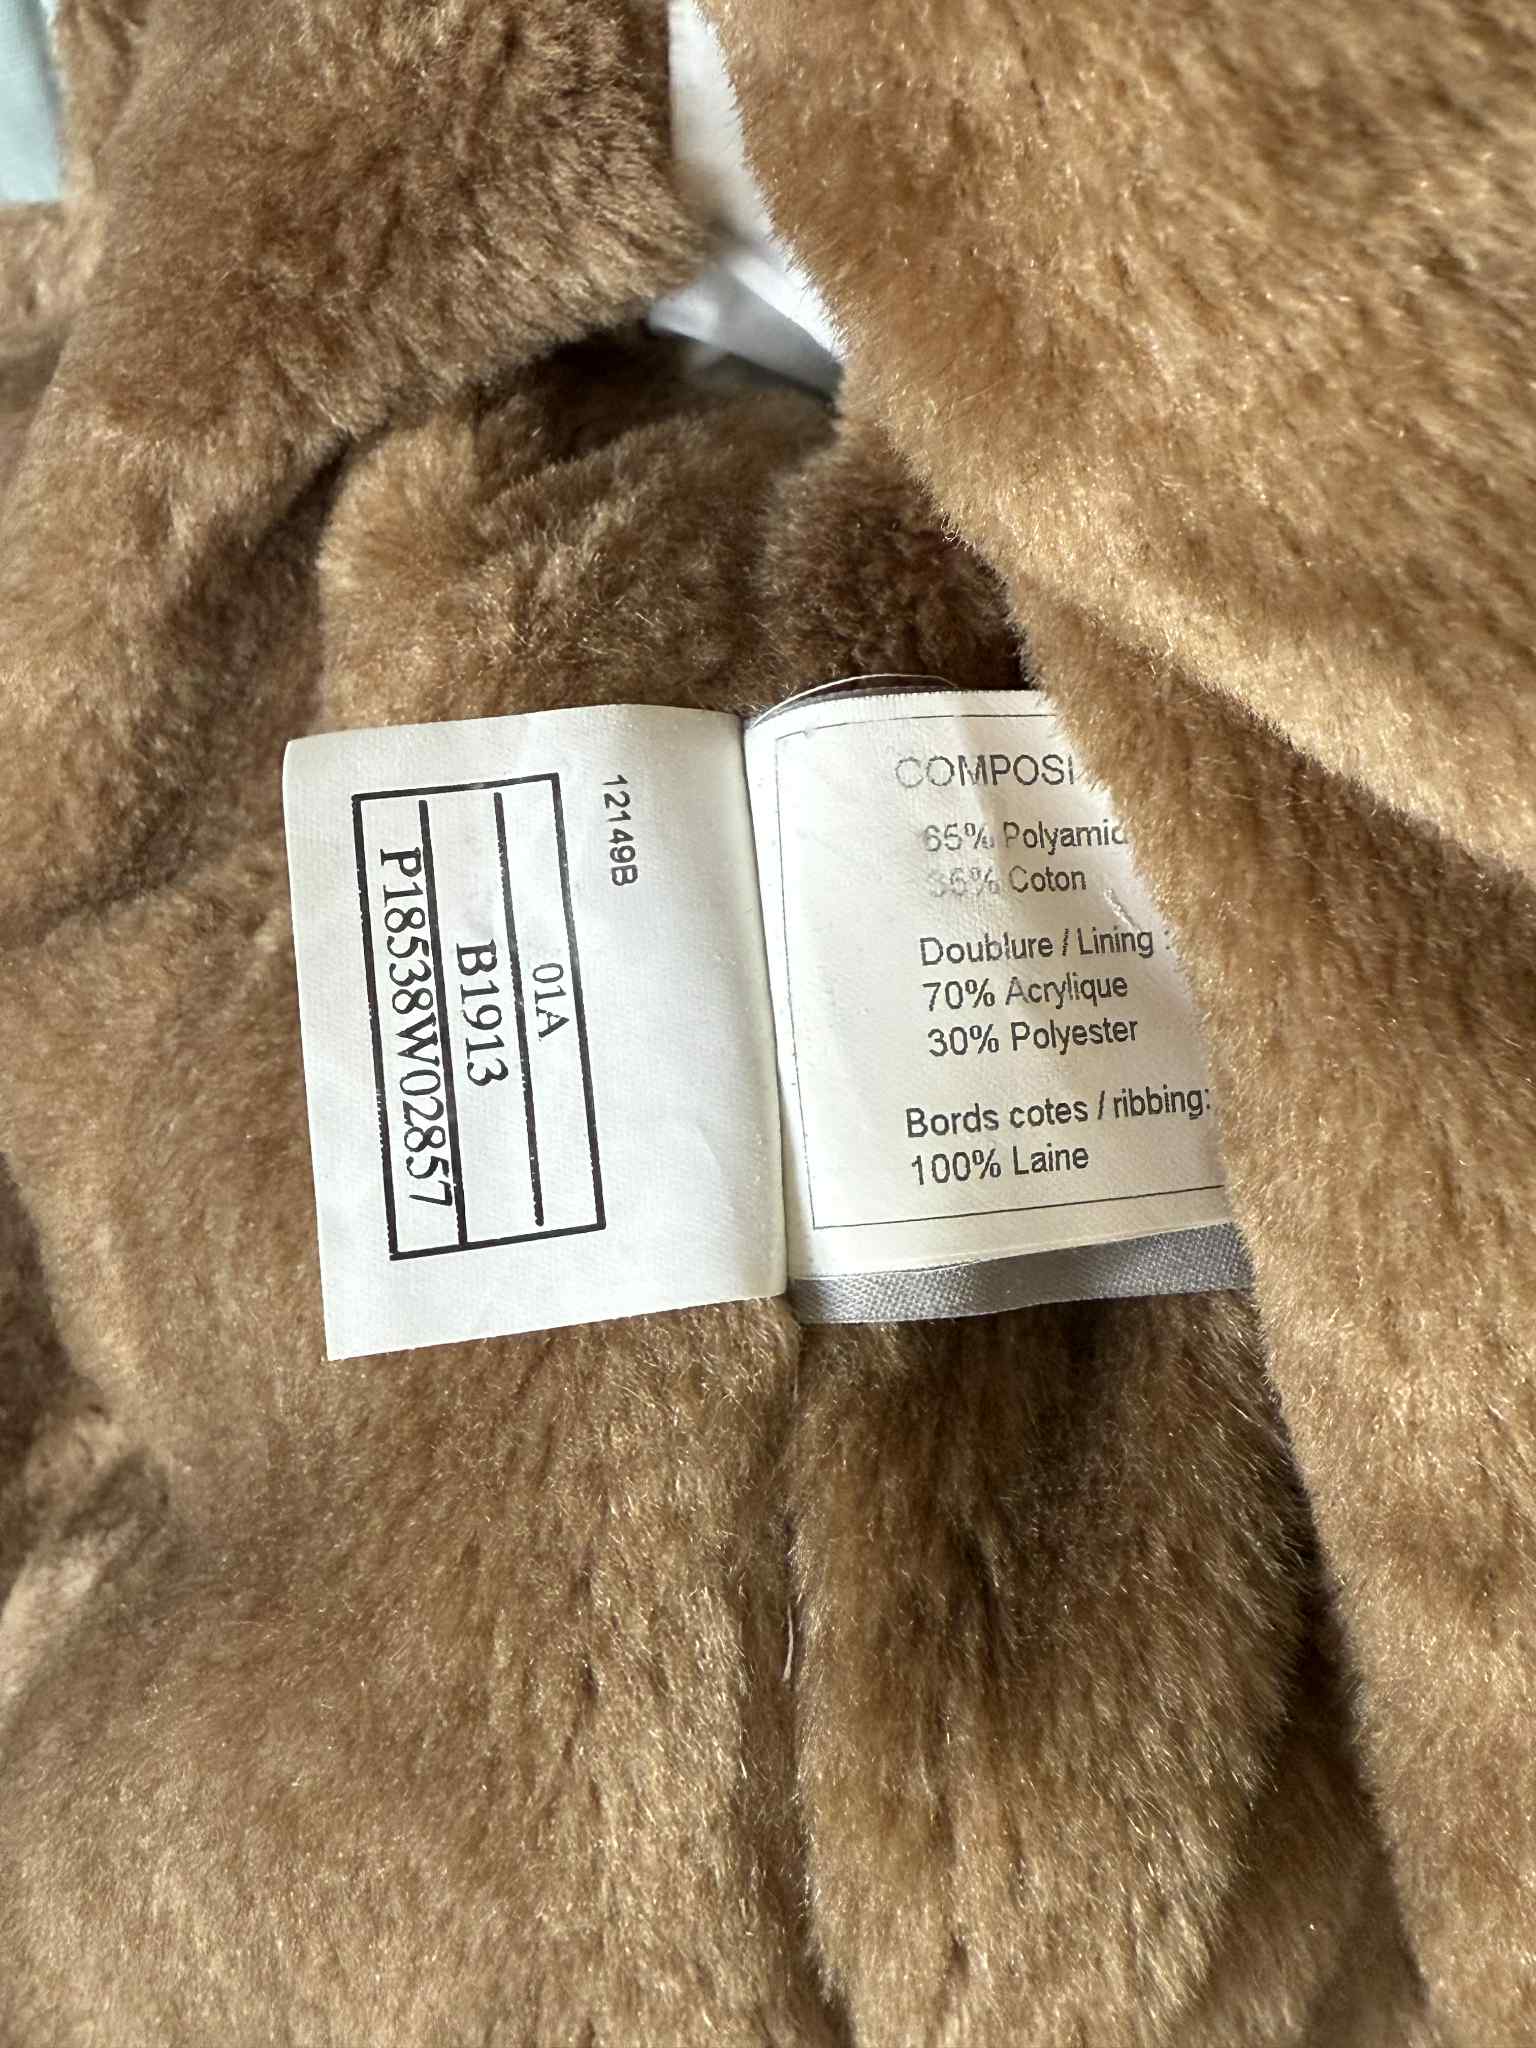 12149B
01A
B1913
P18538W02857
COMPOSI
65% Polyamid
35% Coton
Doublure / Lining :
70% Acrylique
30% Polyester
Bords cotes / ribbing:
100% Laine